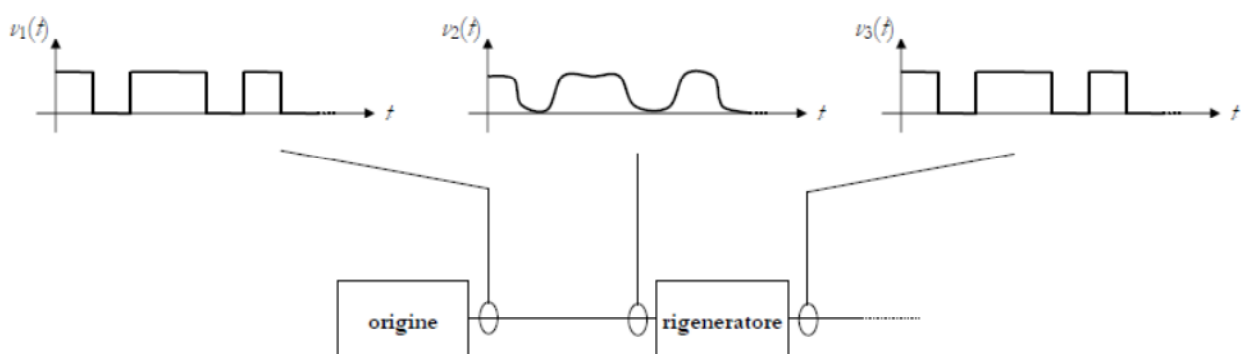 v₁(t) v₂(t) v₃(t)
t t t
origine rigeneratore